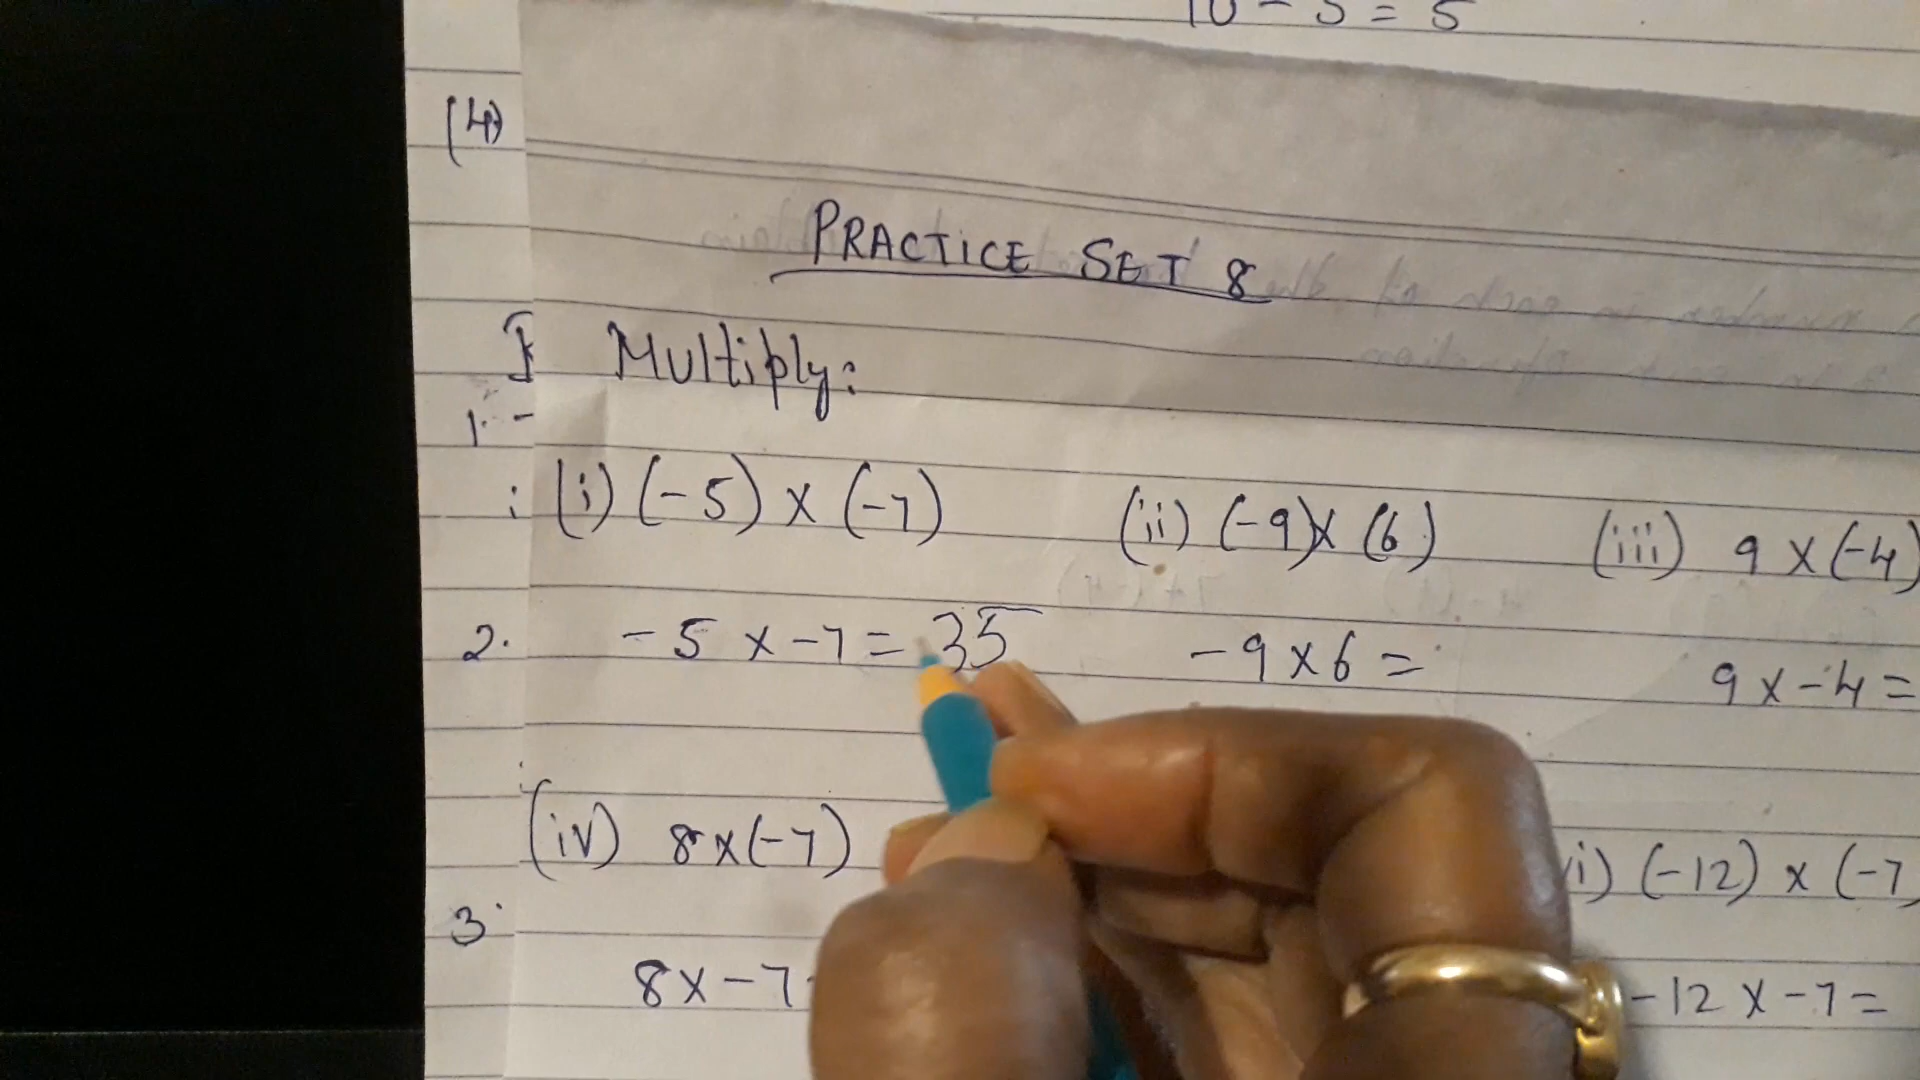 10 - 5 = 5
(4)
PRACTICE SET 8
I Multiply:
1.
(i) (-5) x (-7) (ii) (-9)x (6) (iii) 9 x (-4)
2. -5 x -7 = 35 -9 x 6 = 9 x -4 =
(iv) 8 x (-7) i) (-12) x (-7
3.
8x -7 -12 x -7 =